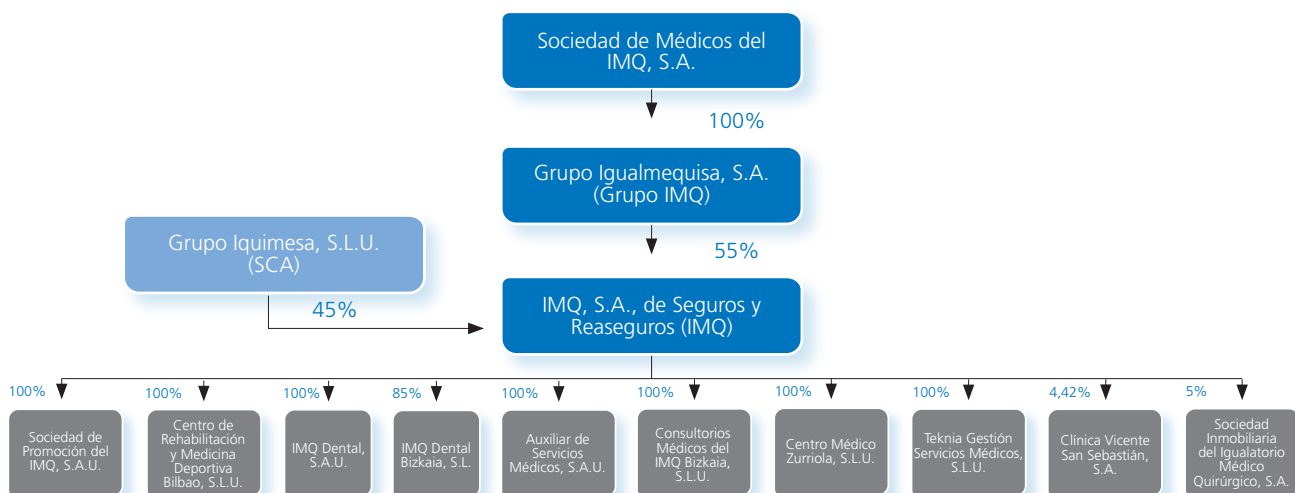 Sociedad de Médicos del
IMQ, S.A.
100%
Grupo Igualmequisa, S.A.
(Grupo IMQ)
55%
Grupo Iquimesa, S.L.U.
(SCA)
45%
IMQ, S.A., de Seguros y
Reaseguros (IMQ)
100%
Sociedad de
Promoción del
IMQ, S.A.U.
100%
Centro de
Rehabilitación
y Medicina
Deportiva
Bilbao, S.L.U.
100%
IMQ Dental,
S.A.U.
85%
IMQ Dental
Bizkaia, S.L.
100%
Auxiliar de
Servicios
Médicos, S.A.U.
100%
Consultorios
Médicos del
IMQ Bizkaia,
S.L.U.
100%
Centro Médico
Zurriola, S.L.U.
100%
Teknia Gestión
Servicios Médicos,
S.L.U.
4,42%
Clínica Vicente
San Sebastián,
S.A.
5%
Sociedad
Inmobiliaria
del Igualatorio
Médico
Quirúrgico, S.A.